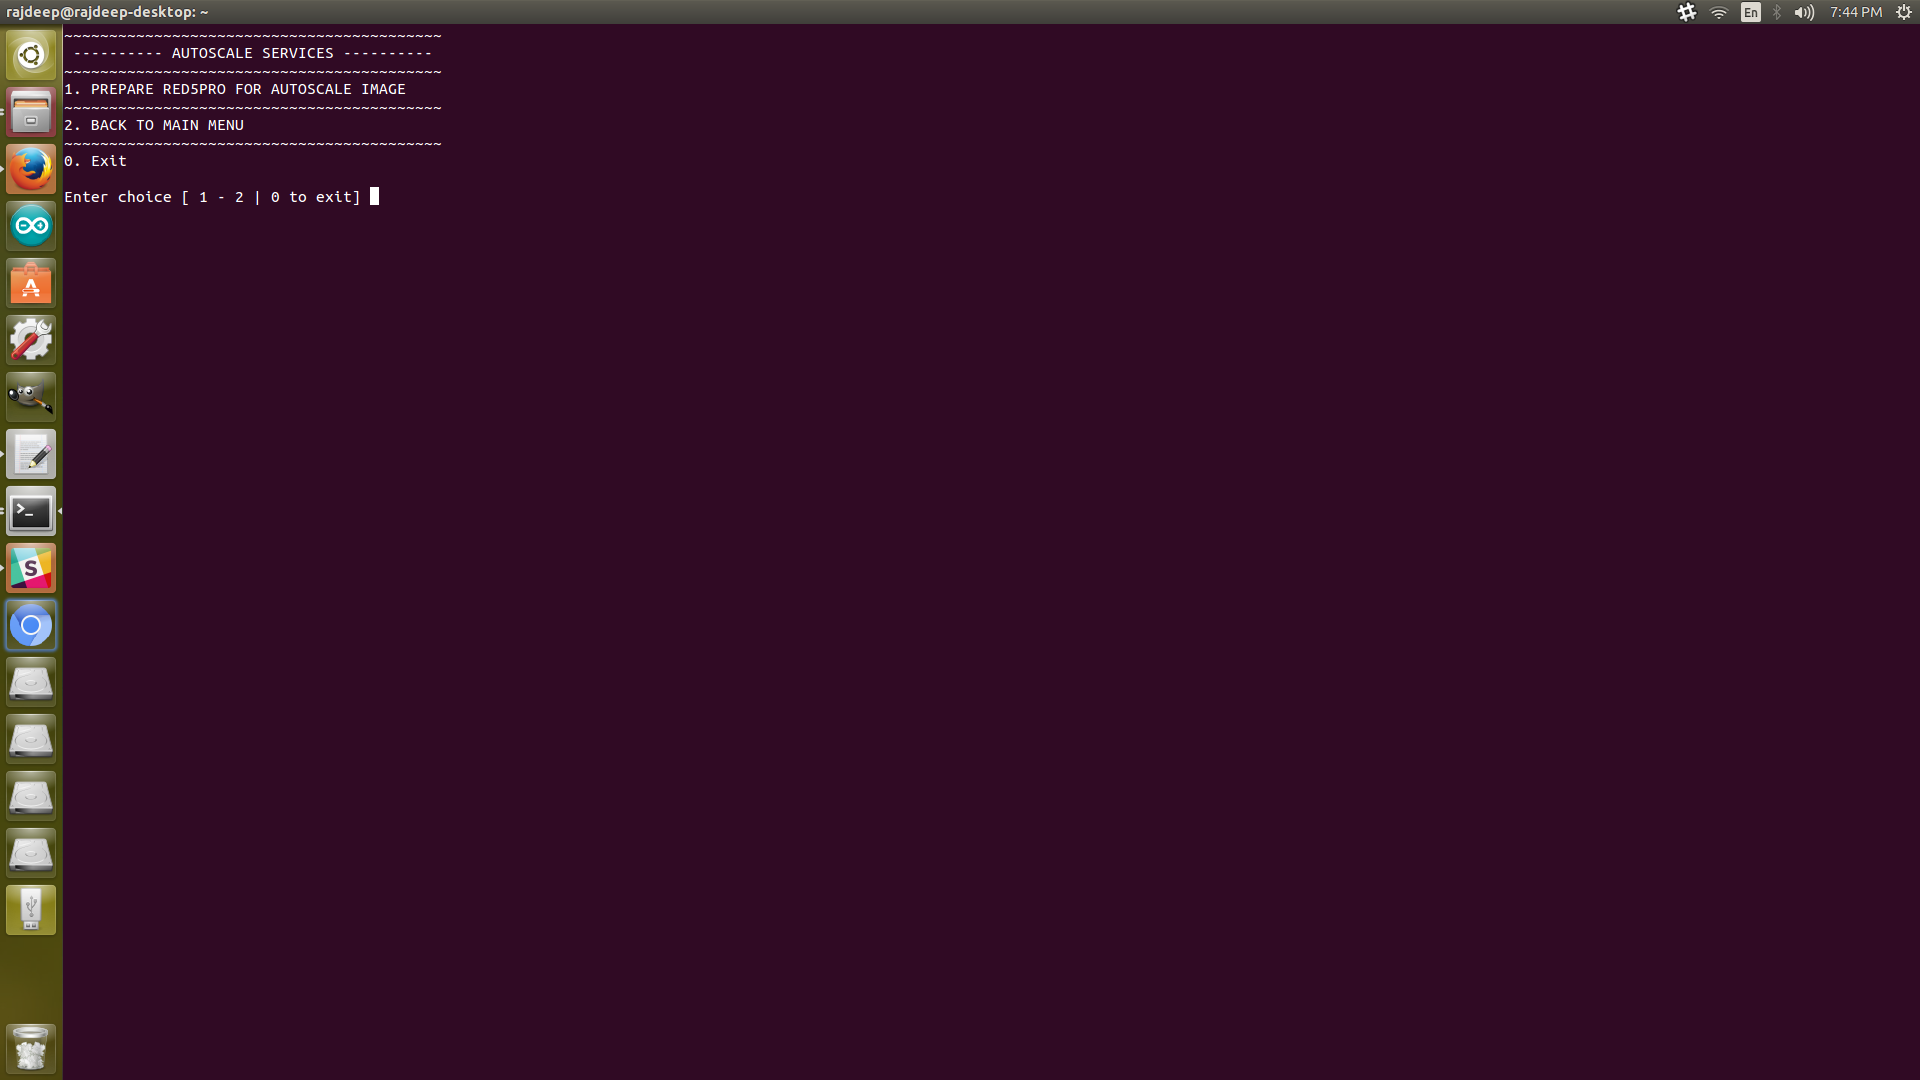 rajdeep@rajdeep-desktop: ~
En
7:44 PM
~~~~~~~~~~~~~~~~~~~~~~~~~~~~~~~~~~~~~~~~~~
---------- AUTOSCALE SERVICES ----------
~~~~~~~~~~~~~~~~~~~~~~~~~~~~~~~~~~~~~~~~~~
1. PREPARE RED5PRO FOR AUTOSCALE IMAGE
~~~~~~~~~~~~~~~~~~~~~~~~~~~~~~~~~~~~~~~~~~
2. BACK TO MAIN MENU
~~~~~~~~~~~~~~~~~~~~~~~~~~~~~~~~~~~~~~~~~~
0. Exit
Enter choice [ 1 - 2 | 0 to exit]